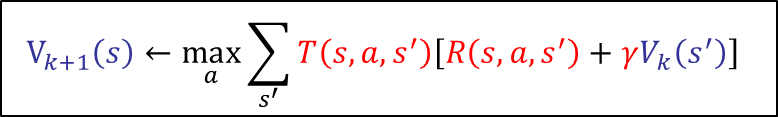 V_{k+1}(s) ← max_a ∑_{s′} T(s, a, s′)[R(s, a, s′) + γV_k(s′)]